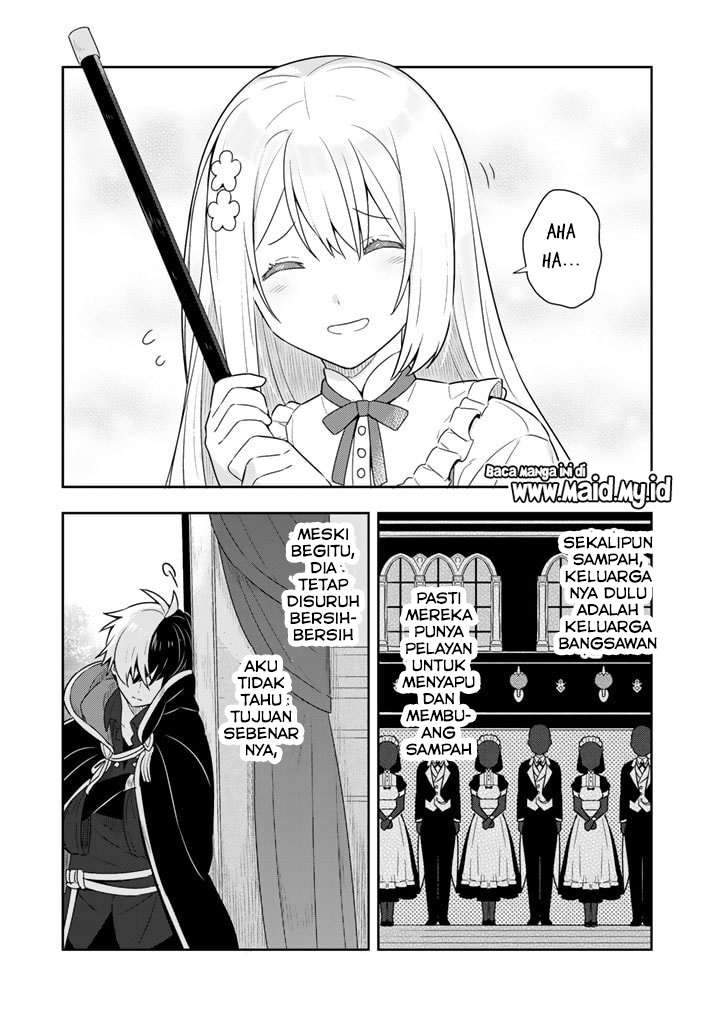 AHA
HA...
Baca Manga ini di
www.Maid.my.id
SEKALIPUN
SAMPAH,
KELUARGA
NYA DULU
ADALAH
KELUARGA
BANGSAWAN
PASTI
MEREKA
PUNYA
PELAYAN
UNTUK
MENYAPU
DAN
MEMBU-
ANG
SAMPAH
MESKI
BEGITU,
DIA
TETAP
DISURUH
BERSIH-
BERSIH
AKU
TIDAK
TAHU
TUJUAN
SEBENAR
NYA,